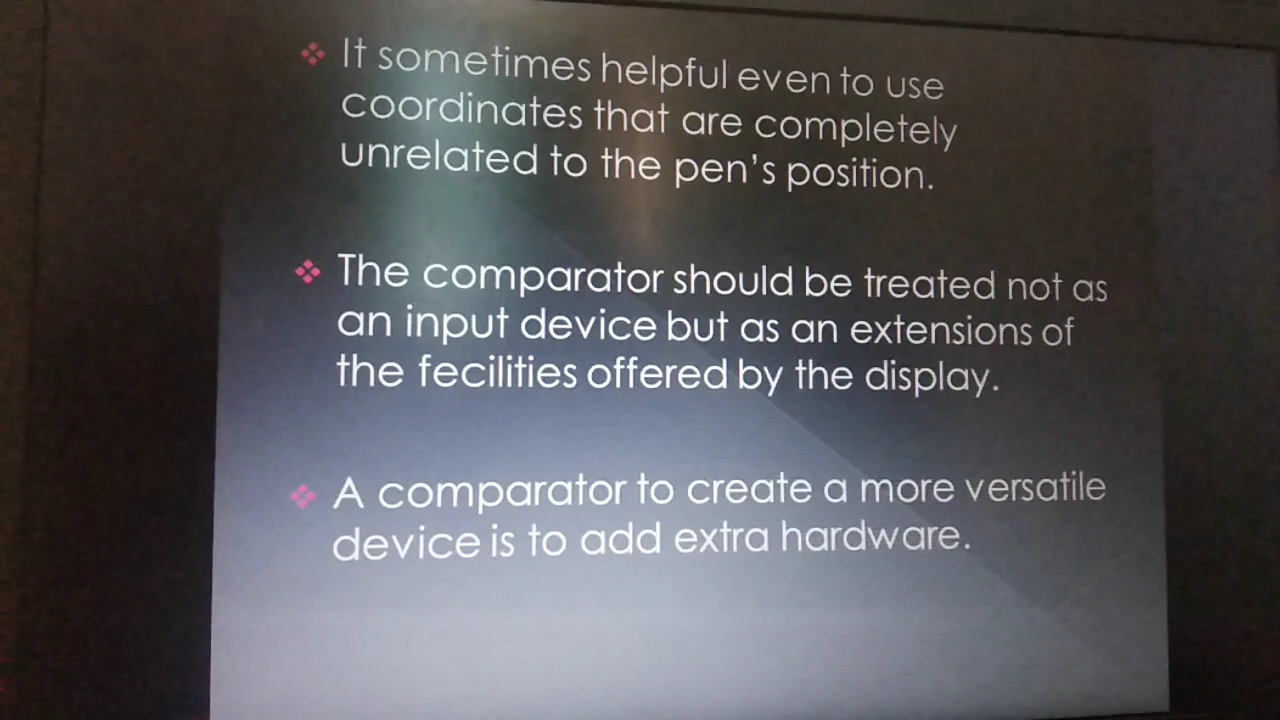 It sometimes helpful even to use
coordinates that are completely
unrelated to the pen's position.
The comparator should be treated not as
an input device but as an extensions of
the fecilities offered by the display.
A comparator to create a more versatile
device is to add extra hardware.